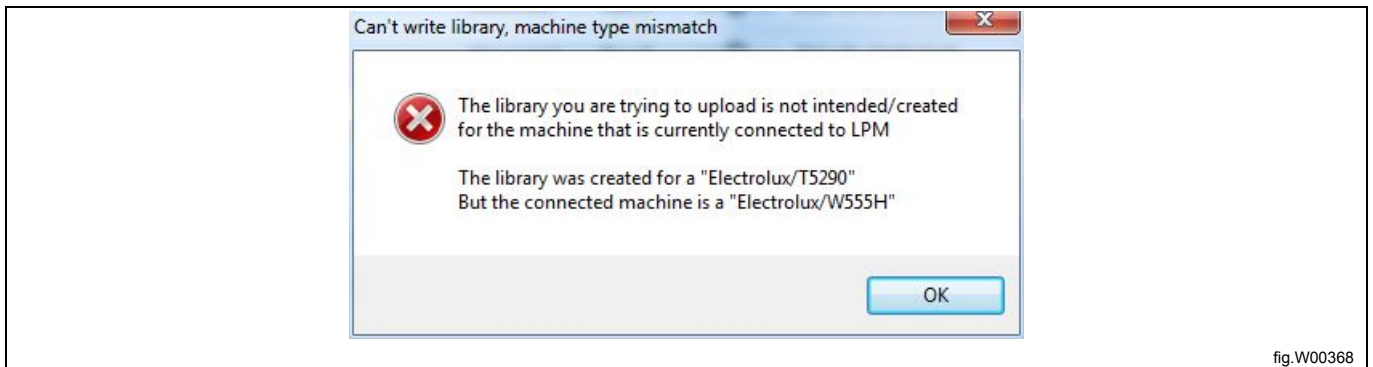 Can't write library, machine type mismatch
The library you are trying to upload is not intended/created
for the machine that is currently connected to LPM
The library was created for a "Electrolux/T5290"
But the connected machine is a "Electrolux/W555H"
OK
fig.W00368